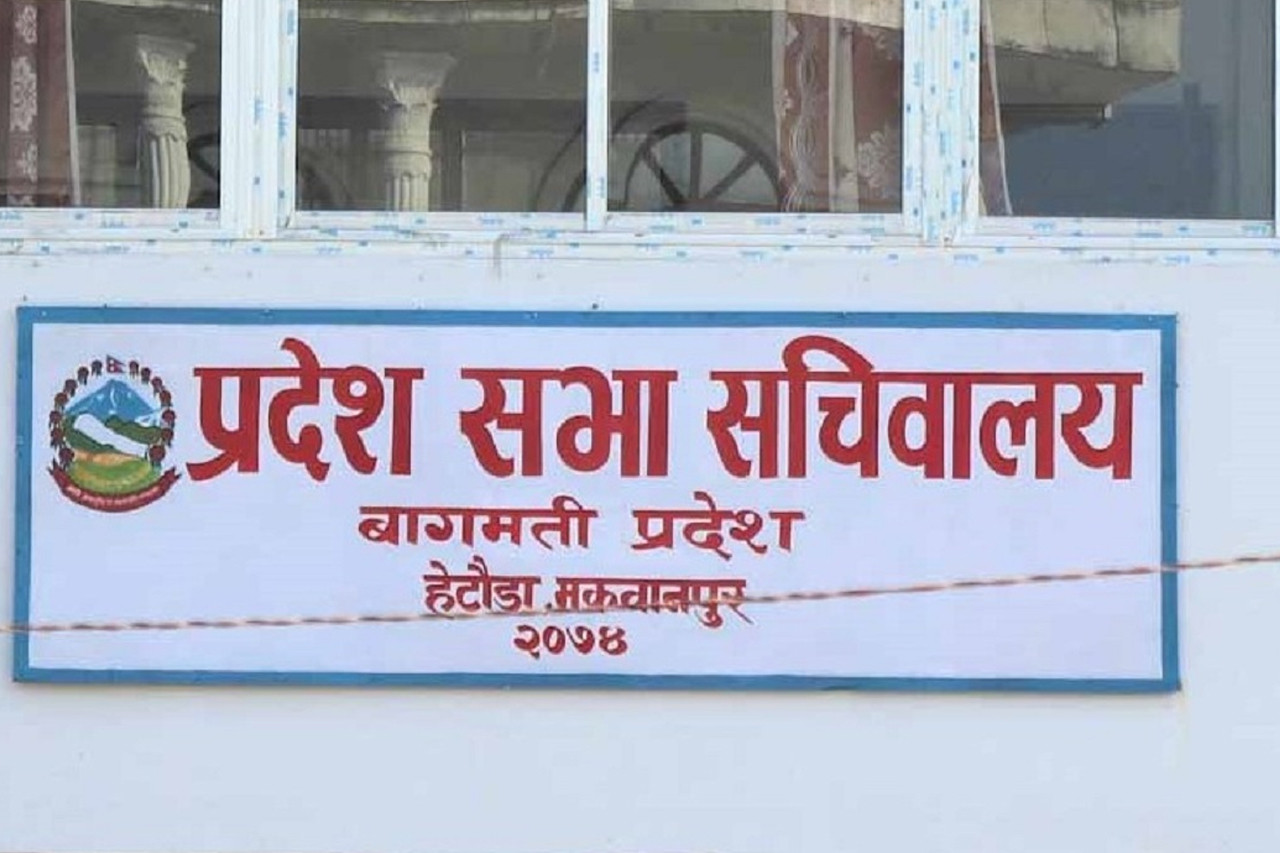 प्रदेश सभा सचिवालय
बागमती प्रदेश
हेटौडा, मकवानपुर
२०७४